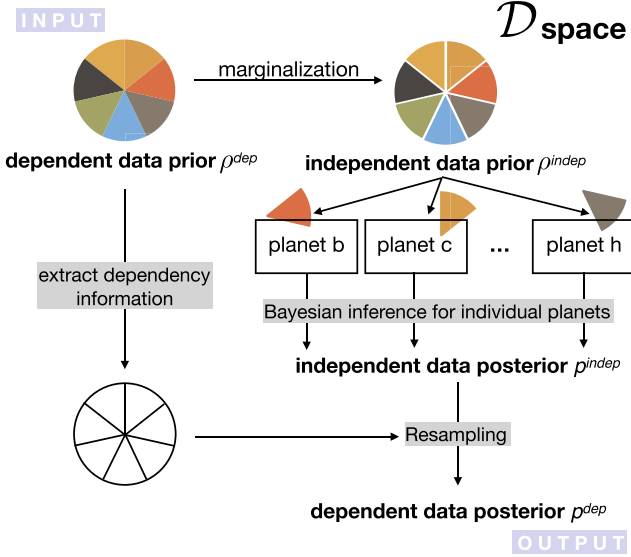 INPUT
𝒟 space
marginalization
dependent data prior ρ^dep
independent data prior ρ^indep
planet b
planet c
...
planet h
extract dependency
information
Bayesian inference for individual planets
independent data posterior p^indep
Resampling
dependent data posterior p^dep
OUTPUT